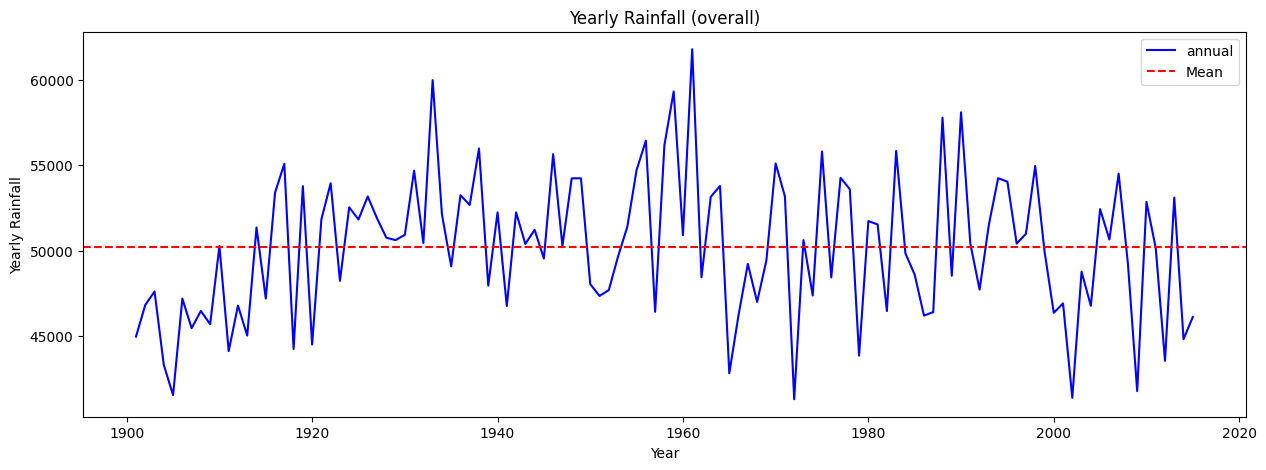 Yearly Rainfall (overall)
annual
Mean
Yearly Rainfall
60000
55000
50000
45000
1900
1920
1940
1960
1980
2000
2020
Year